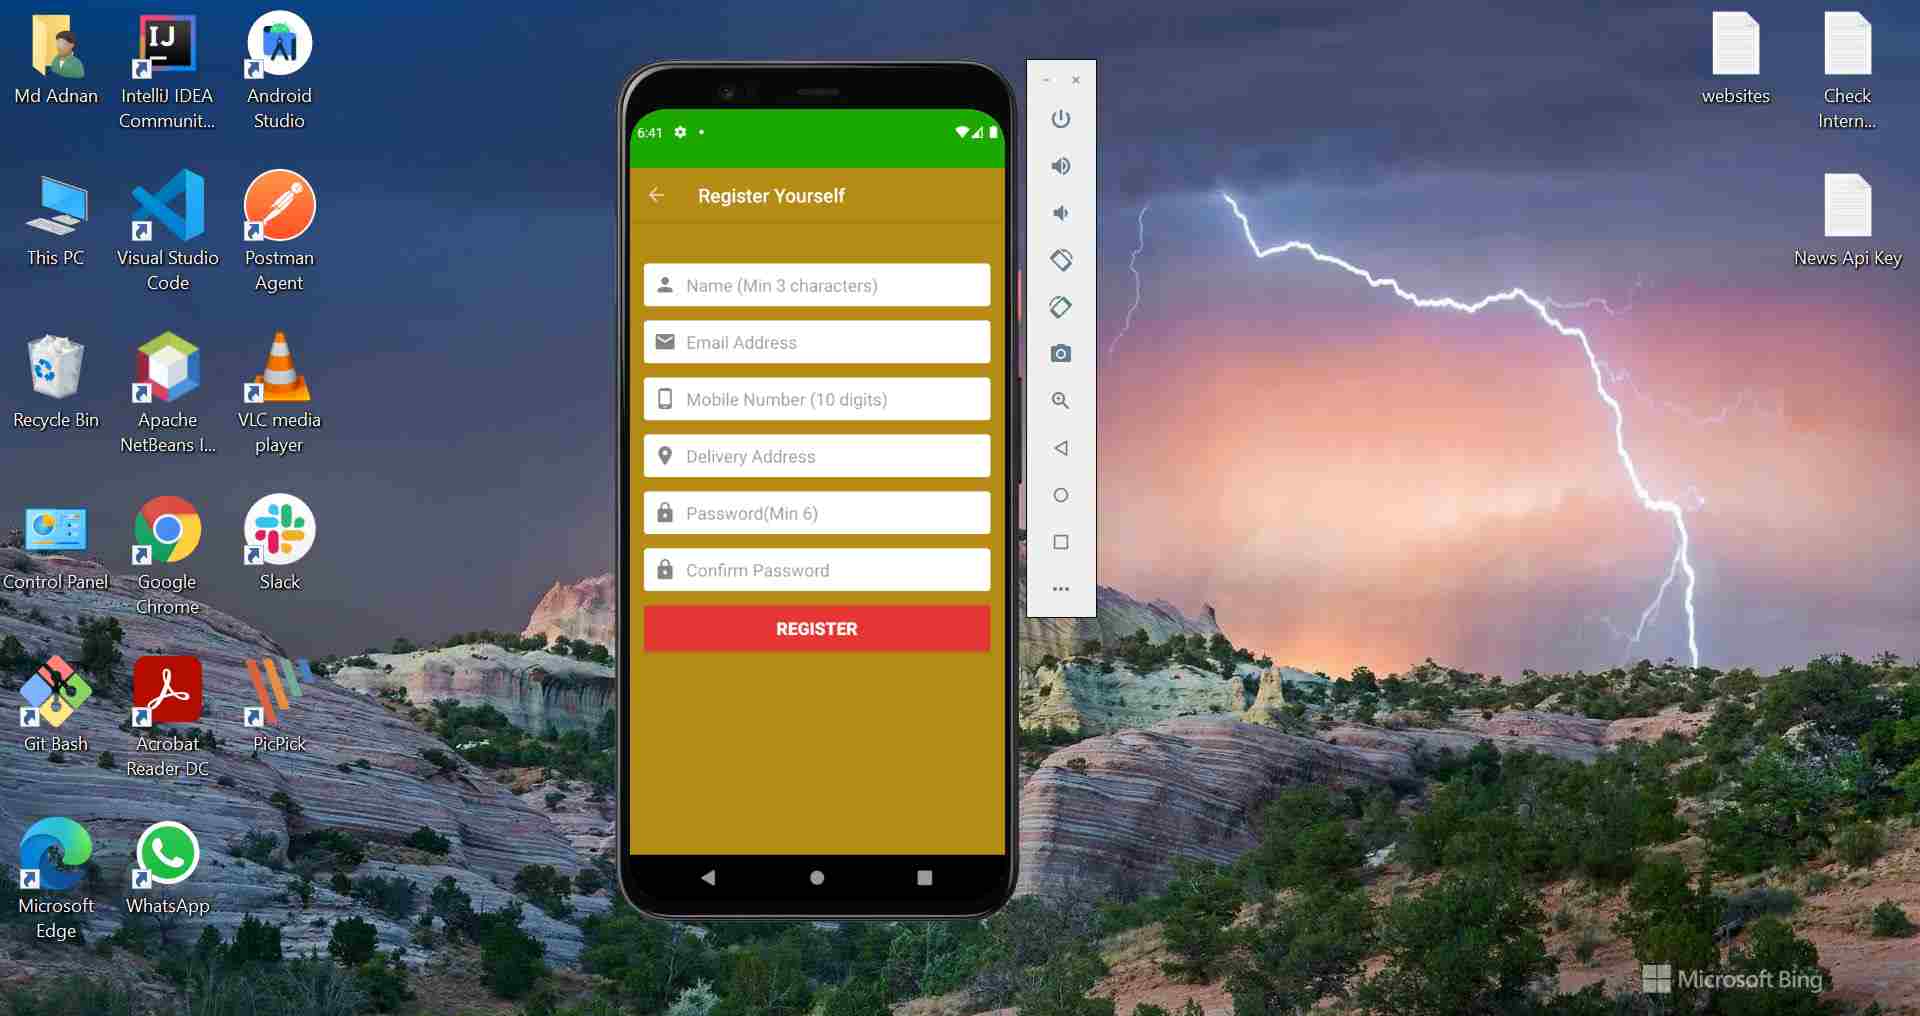 Md Adnan
IntelliJ IDEA
Communit...
Android
Studio
This PC
Visual Studio
Code
Postman
Agent
Recycle Bin
Apache
NetBeans I...
VLC media
player
Control Panel
Google
Chrome
Slack
Git Bash
Acrobat
Reader DC
PicPick
Microsoft
Edge
WhatsApp
IJ
6:41
Register Yourself
Name (Min 3 characters)
Email Address
Mobile Number (10 digits)
Delivery Address
Password(Min 6)
Confirm Password
REGISTER
websites
Check
Intern...
News Api Key
Microsoft Bing